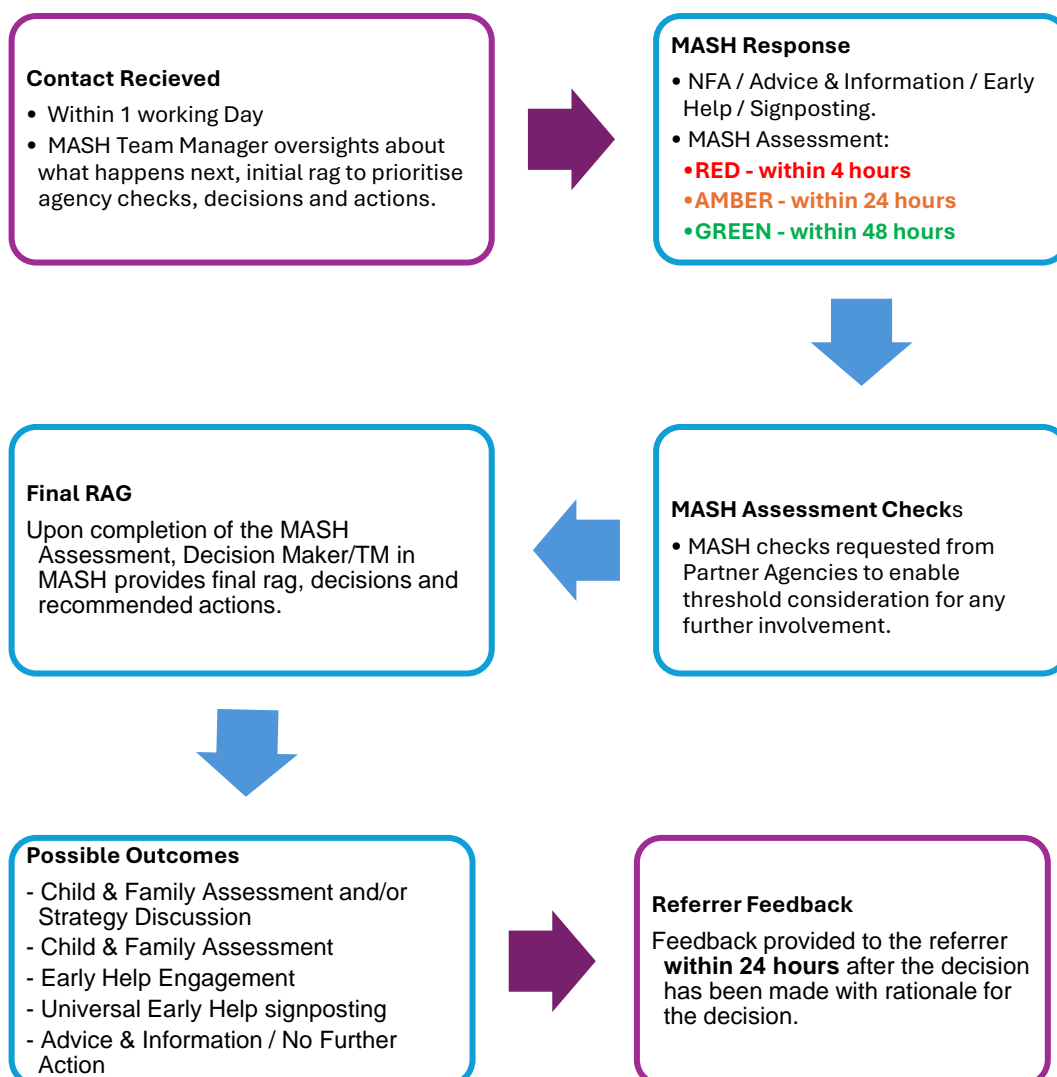 Contact Recieved
• Within 1 working Day
• MASH Team Manager oversights about
what happens next, initial rag to prioritise
agency checks, decisions and actions.
MASH Response
• NFA / Advice & Information / Early
Help / Signposting.
• MASH Assessment:
•RED - within 4 hours
•AMBER - within 24 hours
•GREEN - within 48 hours
MASH Assessment Checks
• MASH checks requested from
Partner Agencies to enable
threshold consideration for any
further involvement.
Final RAG
Upon completion of the MASH
Assessment, Decision Maker/TM in
MASH provides final rag, decisions and
recommended actions.
Possible Outcomes
- Child & Family Assessment and/or
Strategy Discussion
- Child & Family Assessment
- Early Help Engagement
- Universal Early Help signposting
- Advice & Information / No Further
Action
Referrer Feedback
Feedback provided to the referrer
within 24 hours after the decision
has been made with rationale for
the decision.